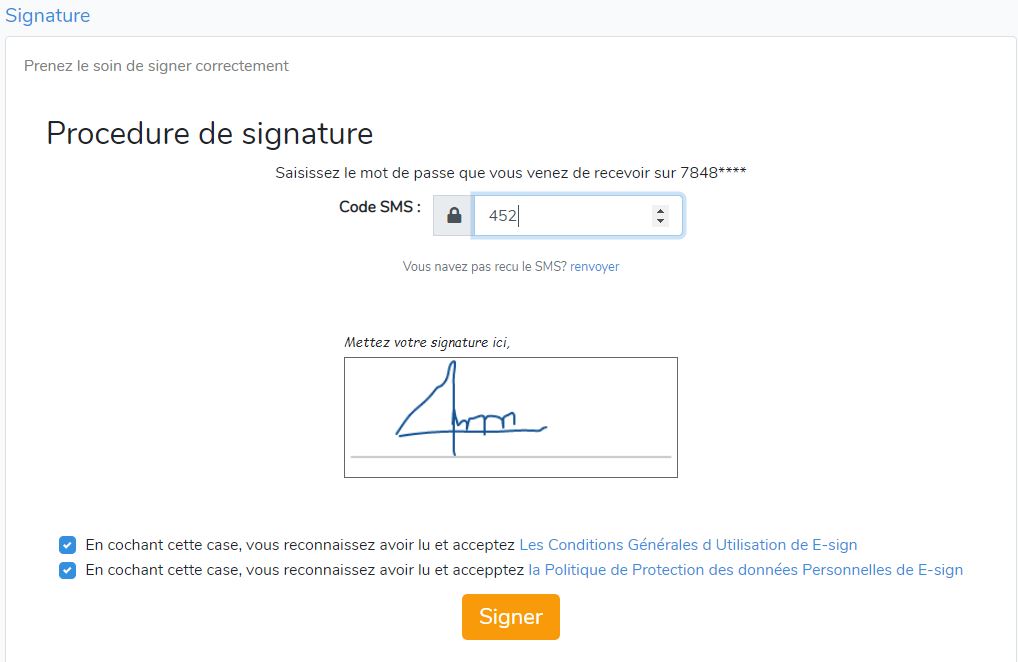 Signature
Prenez le soin de signer correctement
Procedure de signature
Saisissez le mot de passe que vous venez de recevoir sur 7848****
Code SMS : 452
Vous navez pas recu le SMS? renvoyer
Mettez votre signature ici,
En cochant cette case, vous reconnaissez avoir lu et acceptez Les Conditions Générales d Utilisation de E-sign
En cochant cette case, vous reconnaissez avoir lu et accepptez la Politique de Protection des données Personnelles de E-sign
Signer